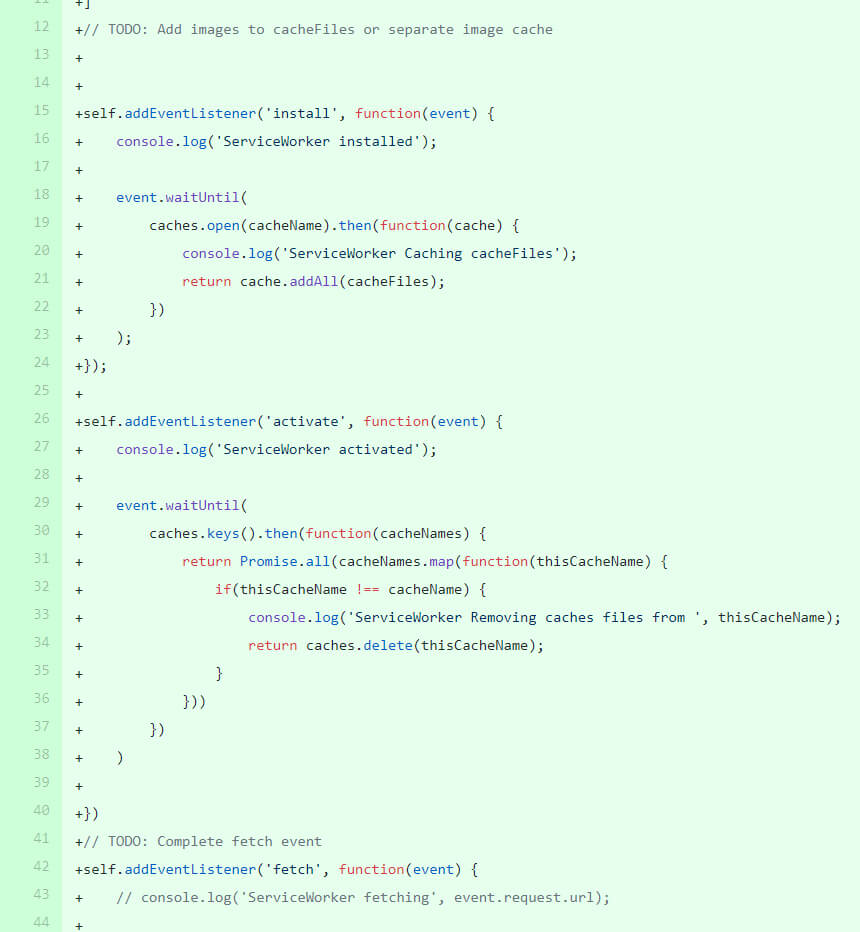 11 +]
12 +// TODO: Add images to cacheFiles or separate image cache
13 +
14 +
15 +self.addEventListener('install', function(event) {
16 +    console.log('ServiceWorker installed');
17 +
18 +    event.waitUntil(
19 +        caches.open(cacheName).then(function(cache) {
20 +            console.log('ServiceWorker Caching cacheFiles');
21 +            return cache.addAll(cacheFiles);
22 +        })
23 +    );
24 +});
25 +
26 +self.addEventListener('activate', function(event) {
27 +    console.log('ServiceWorker activated');
28 +
29 +    event.waitUntil(
30 +        caches.keys().then(function(cacheNames) {
31 +            return Promise.all(cacheNames.map(function(thisCacheName) {
32 +                if(thisCacheName !== cacheName) {
33 +                    console.log('ServiceWorker Removing caches files from ', thisCacheName);
34 +                    return caches.delete(thisCacheName);
35 +                }
36 +            }))
37 +        })
38 +    )
39 +
40 +})
41 +// TODO: Complete fetch event
42 +self.addEventListener('fetch', function(event) {
43 +    // console.log('ServiceWorker fetching', event.request.url);
44 +